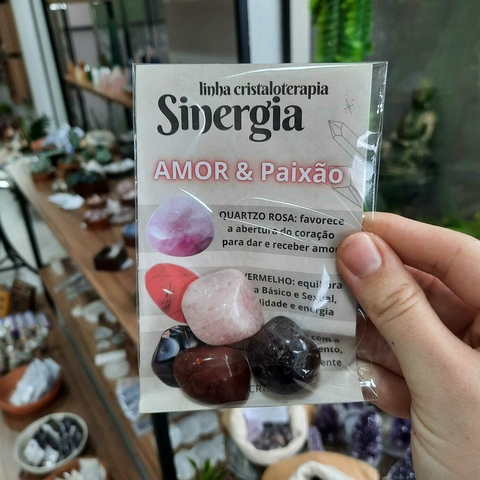 linha cristaloterapia
Sinergia
AMOR & Paixão
QUARTZO ROSA: favorece
a abertura do coração
para dar e receber amor
VERMELHO: equilibra
Básico e Sexual,
e energia
com a